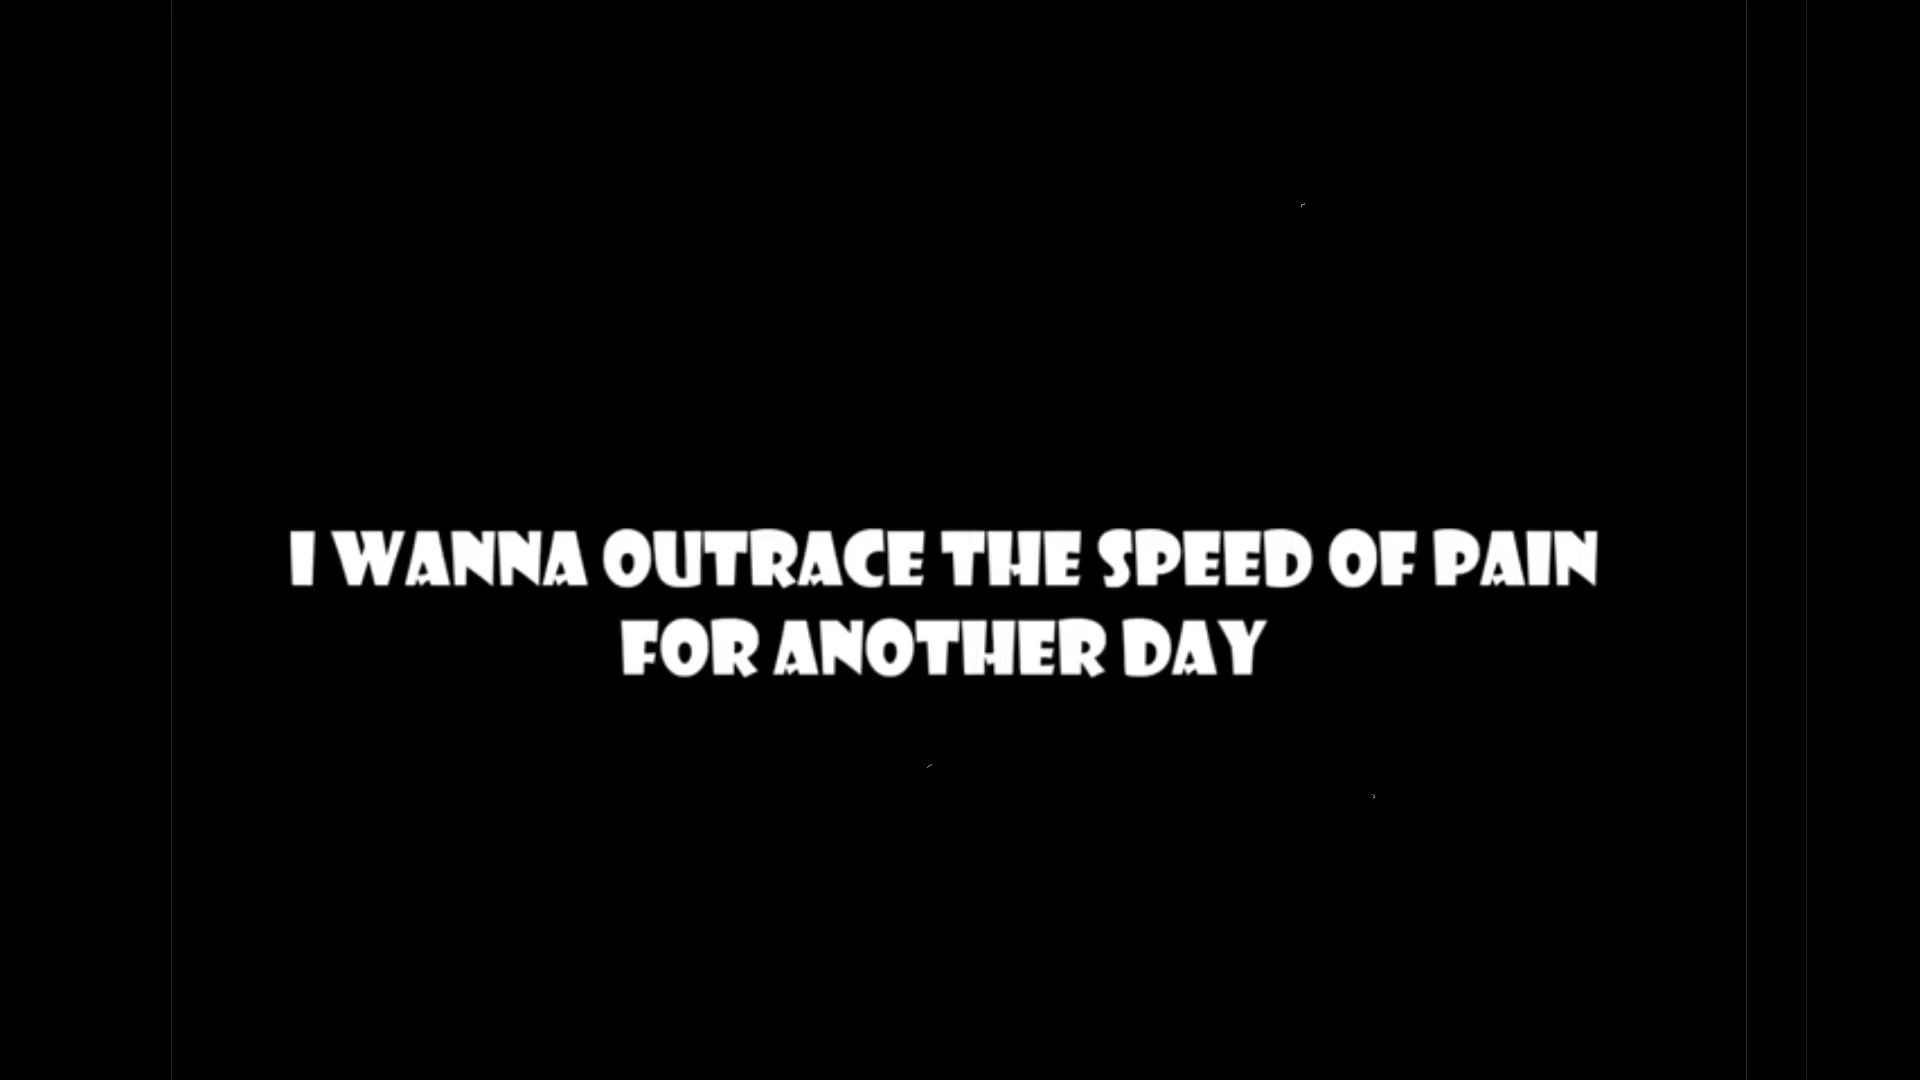 I WANNA OUTRACE THE SPEED OF PAIN
FOR ANOTHER DAY